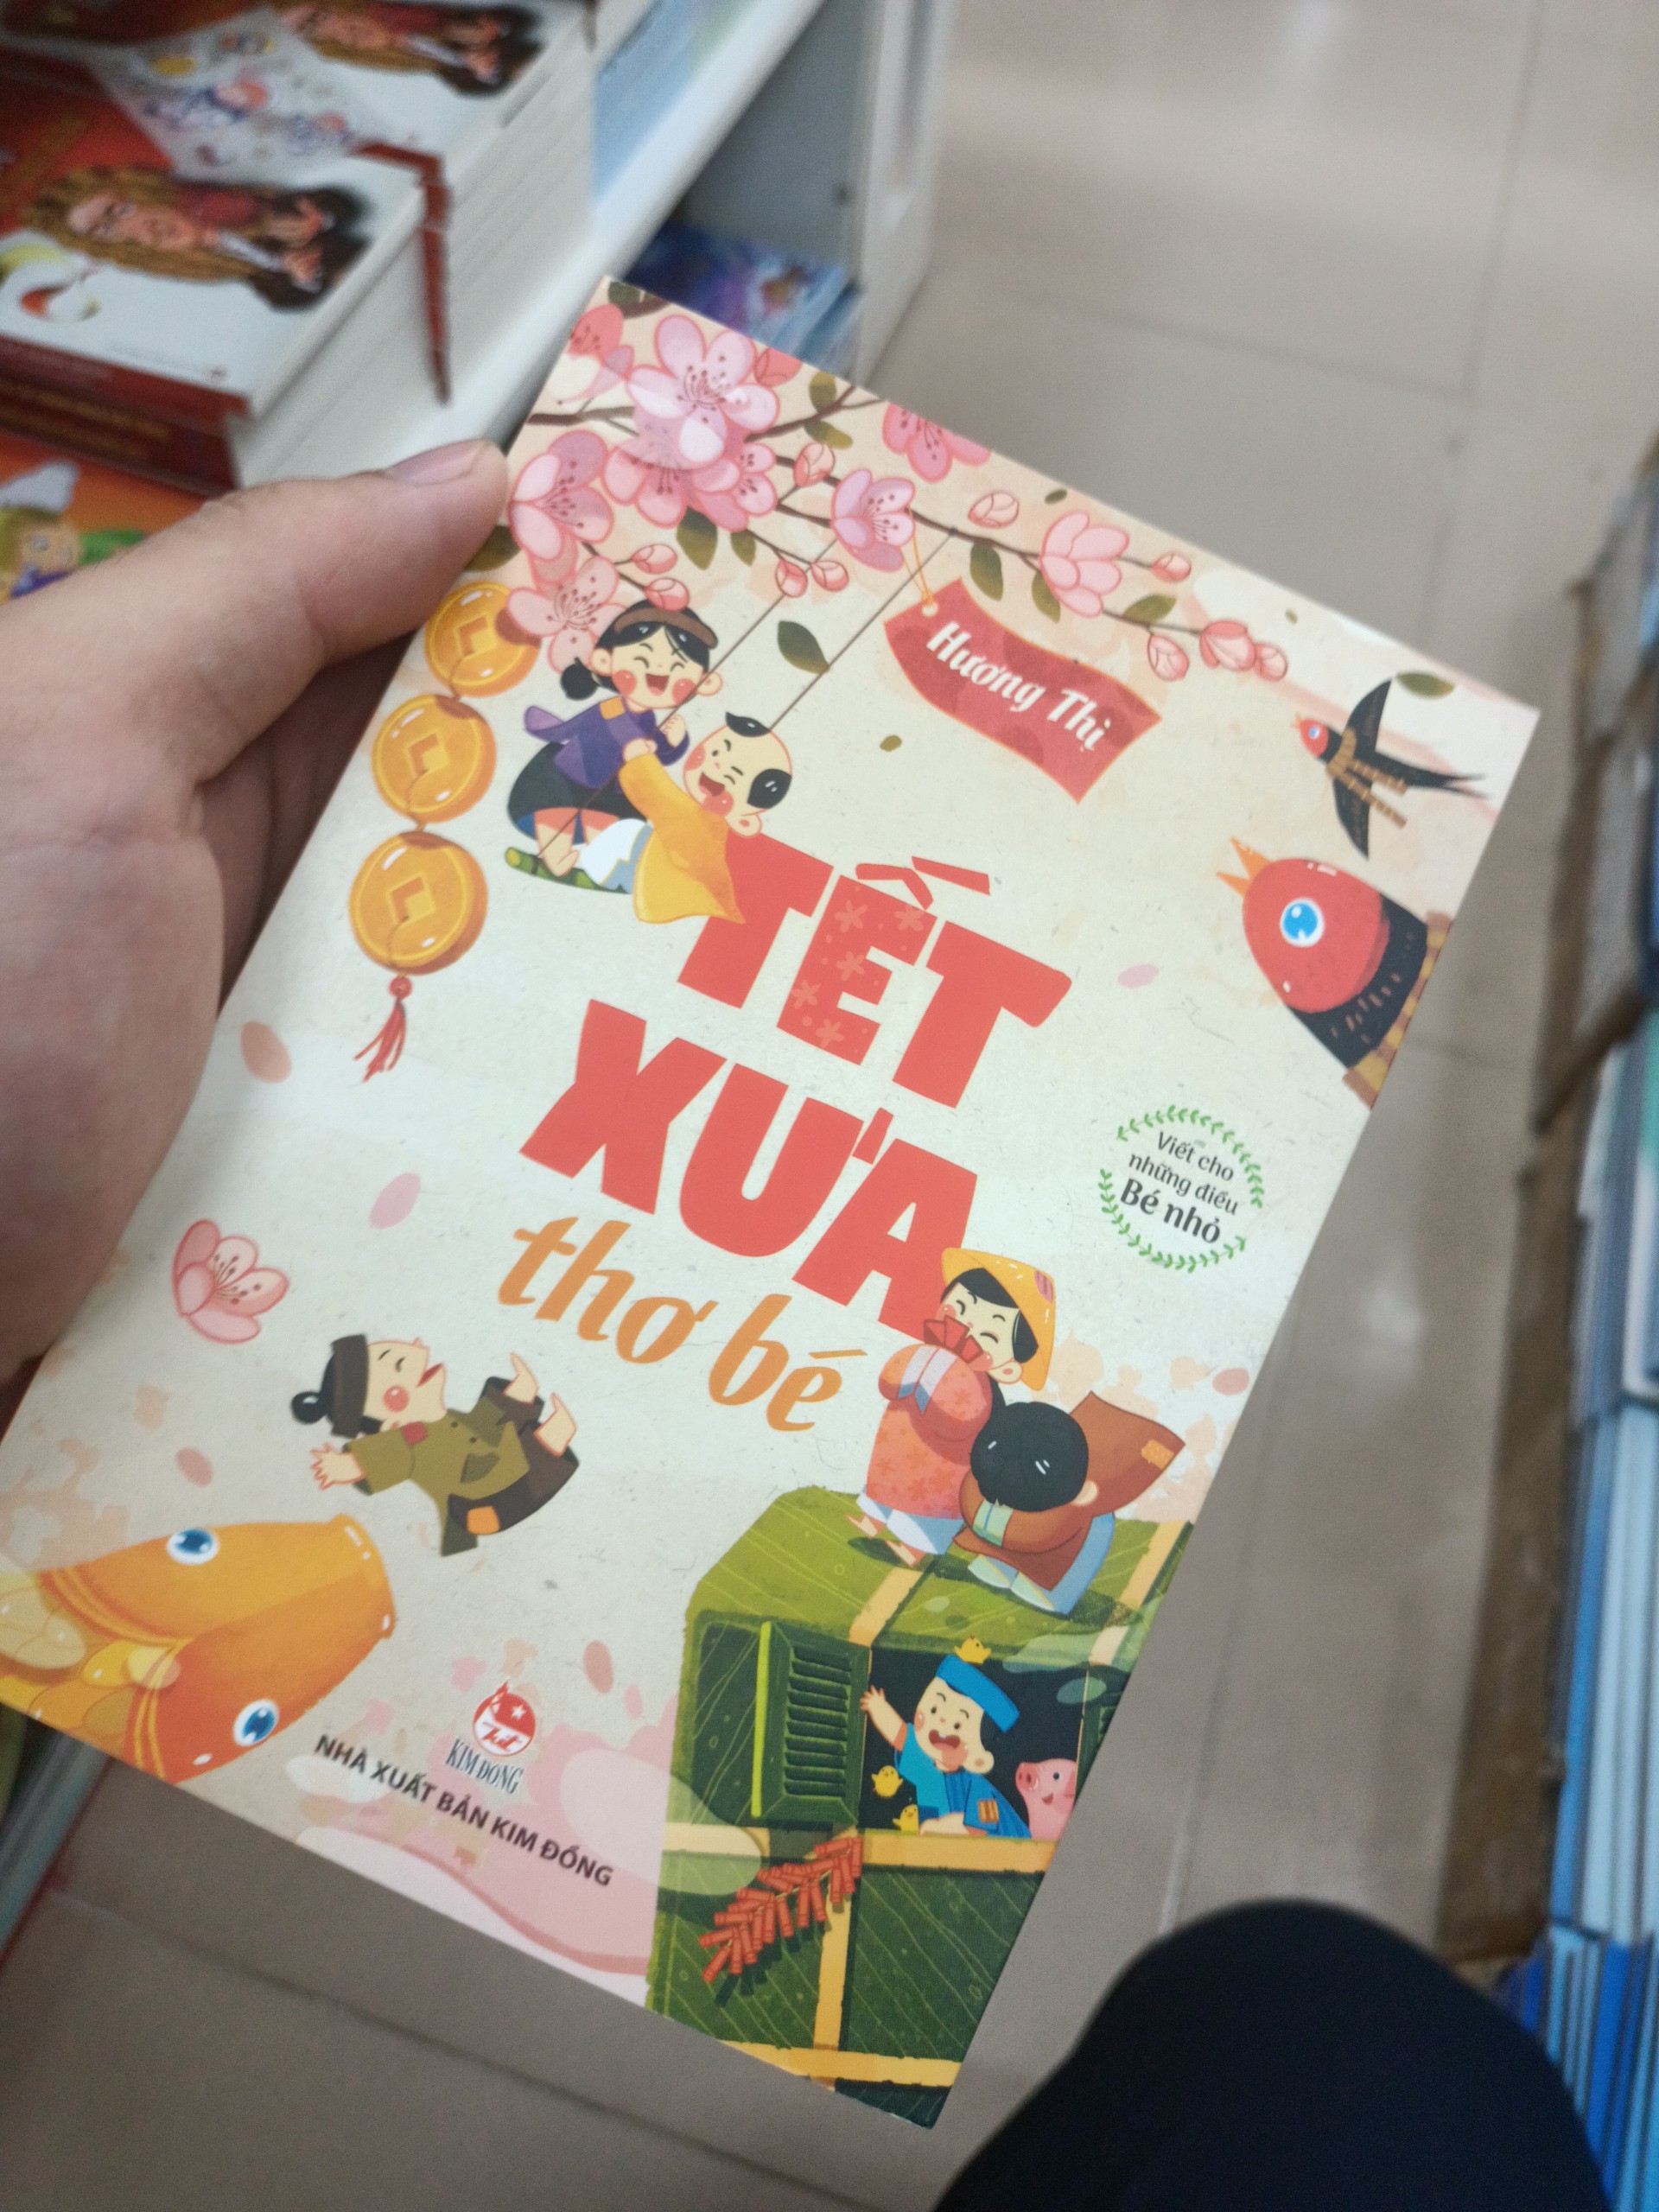 Hương Thị
TẾT
XƯA
thơ bé
Viết cho
những điều
Bé nhỏ
KIM ĐỒNG
NHÀ XUẤT BẢN KIM ĐỒNG